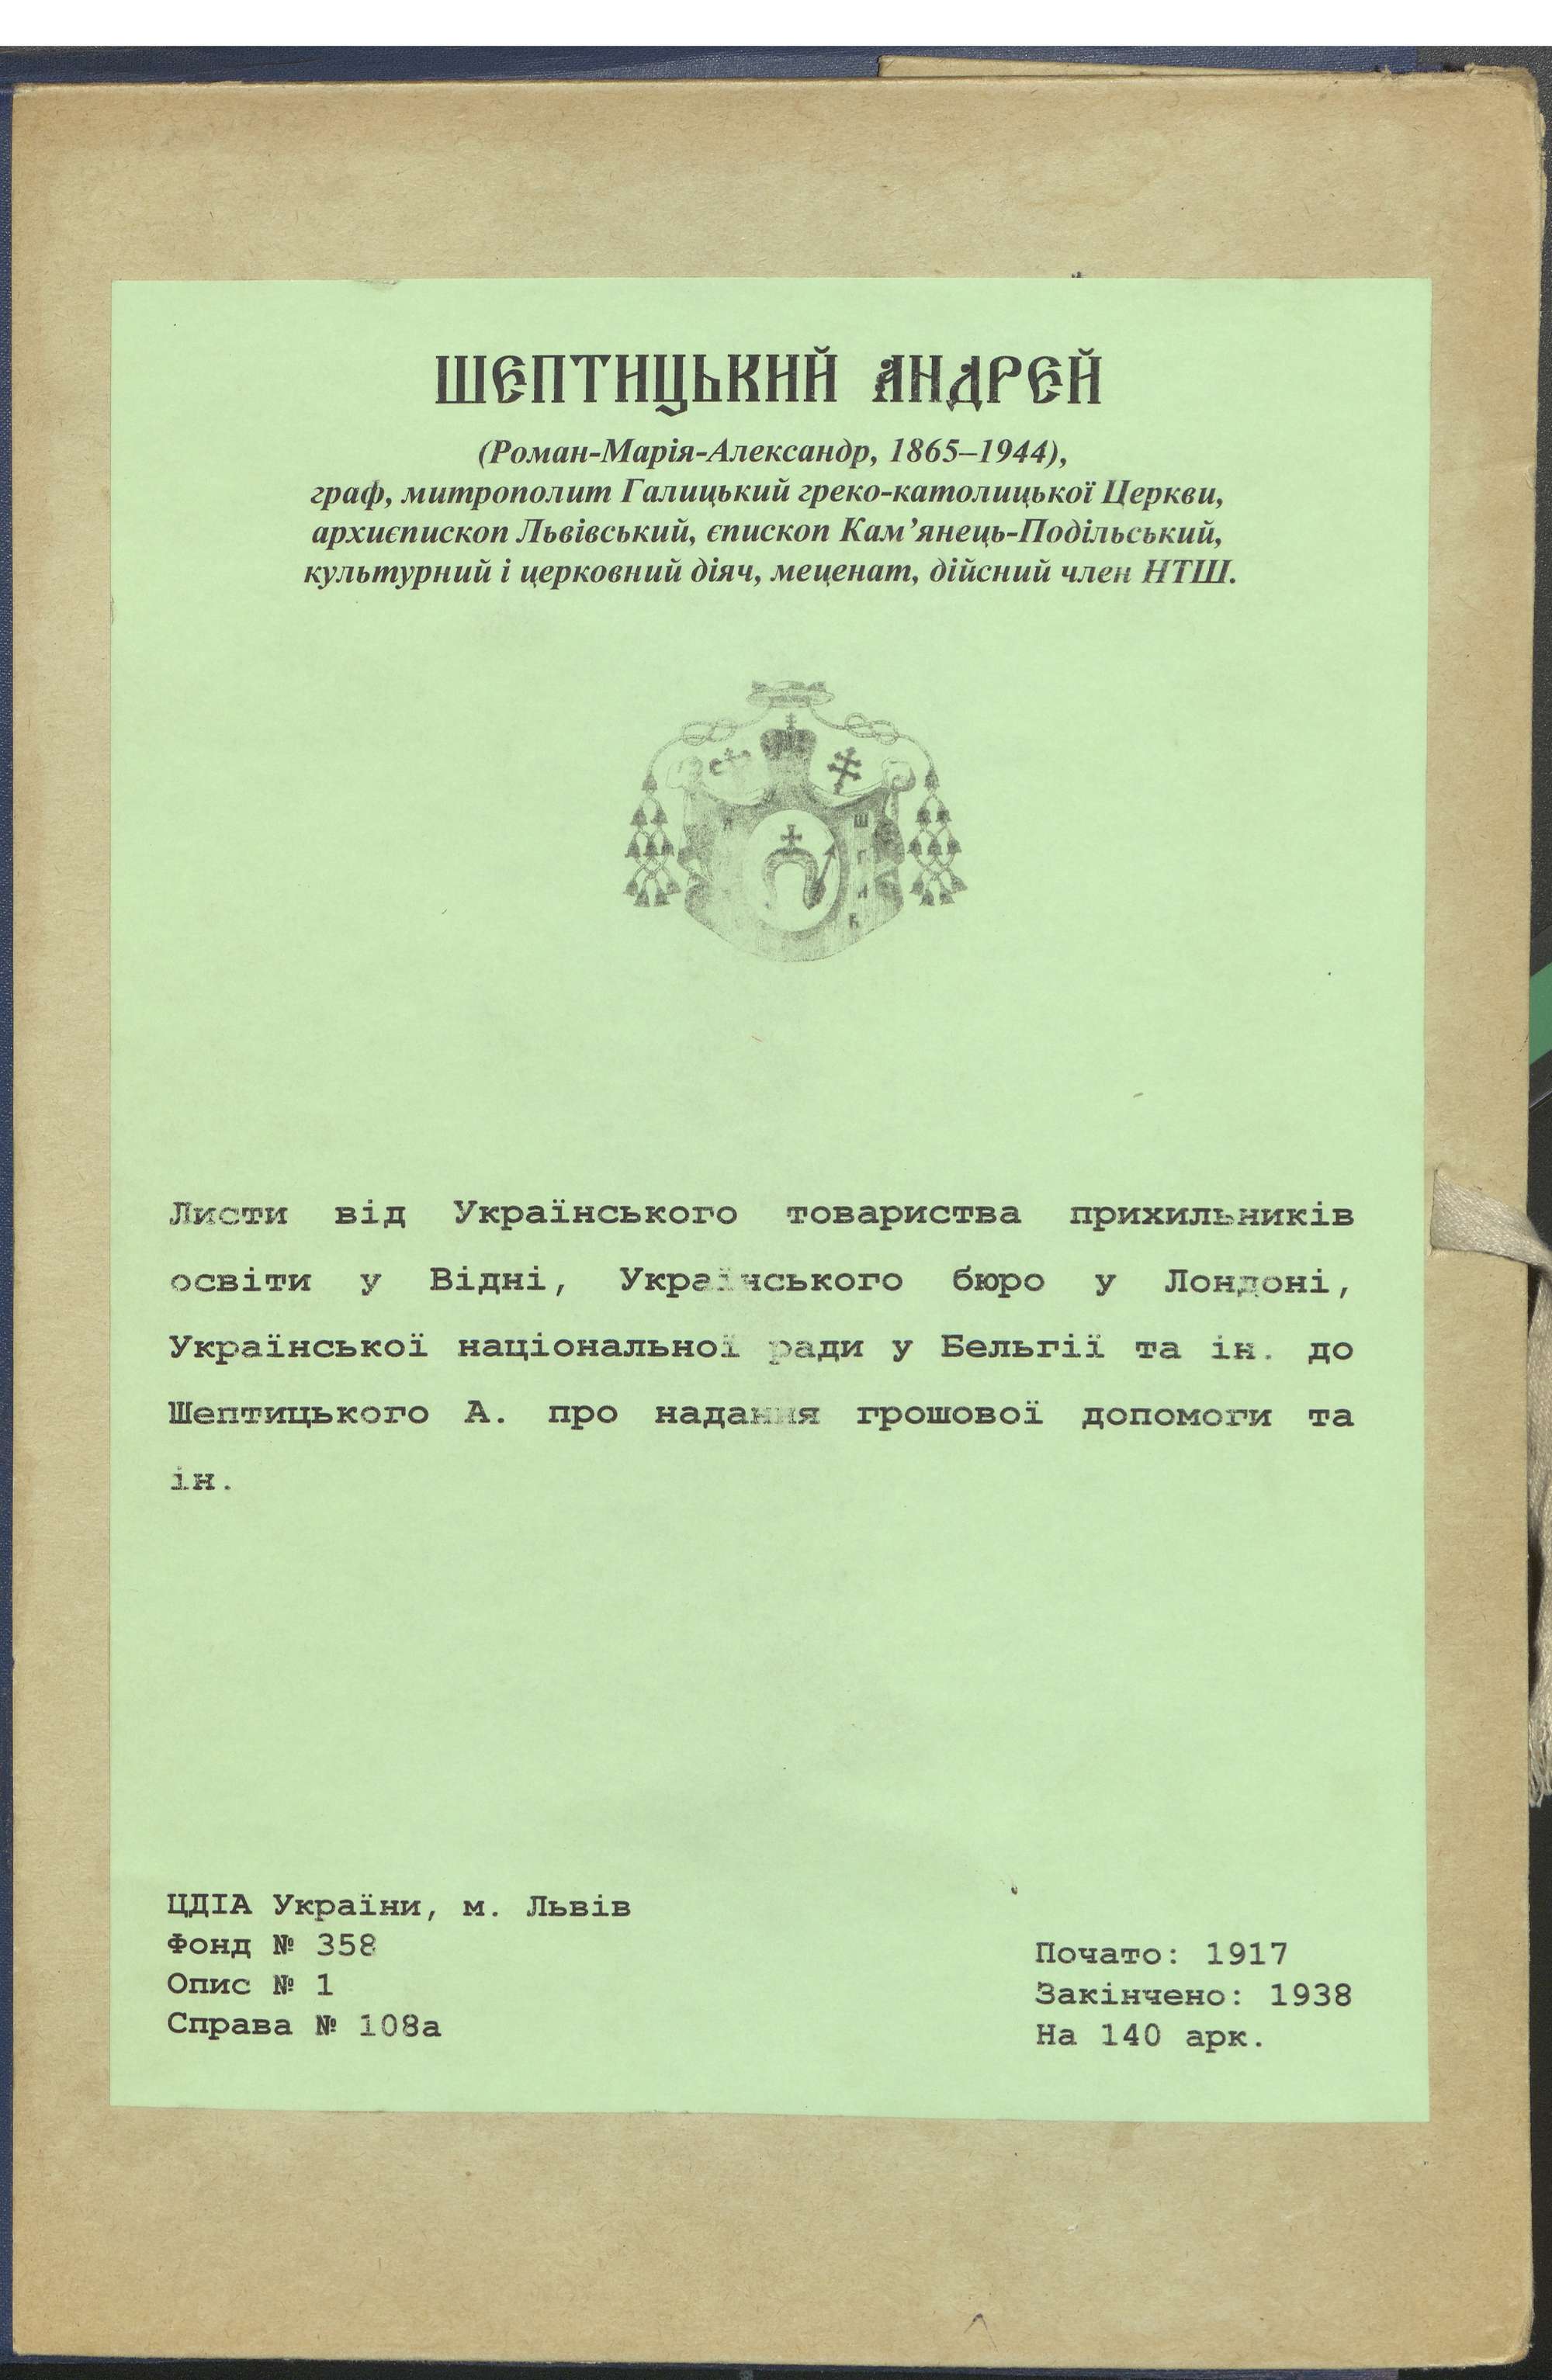 ШЕПТИЦЬКИЙ АНДРЕЙ
(Роман-Марія-Александр, 1865–1944),
граф, митрополит Галицький греко-католицької Церкви,
архиєпископ Львівський, єпископ Кам’янець-Подільський,
культурний і церковний діяч, меценат, дійсний член НТШ.
Листи від Українського товариства прихильників
освіти у Відні, Українського бюро у Лондоні,
Української національної ради у Бельгії та ін. до
Шептицького А. про надання грошової допомоги та
ін.
ЦДІА України, м. Львів
Фонд № 358
Опис № 1
Справа № 108а
Почато: 1917
Закінчено: 1938
На 140 арк.